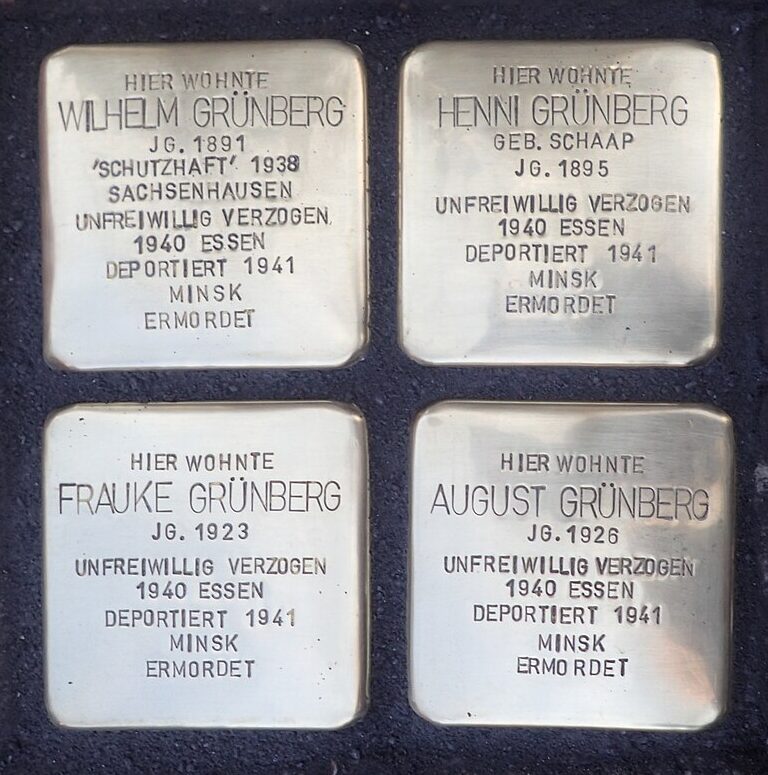 HIER WOHNTE
WILHELM GRÜNBERG
JG. 1891
'SCHUTZHAFT' 1938
SACHSENHAUSEN
UNFREIWILLIG VERZOGEN
1940 ESSEN
DEPORTIERT 1941
MINSK
ERMORDET
HIER WOHNTE
HENNI GRÜNBERG
GEB. SCHAAP
JG. 1895
UNFREIWILLIG VERZOGEN
1940 ESSEN
DEPORTIERT 1941
MINSK
ERMORDET
HIER WOHNTE
FRAUKE GRÜNBERG
JG. 1923
UNFREIWILLIG VERZOGEN
1940 ESSEN
DEPORTIERT 1941
MINSK
ERMORDET
HIER WOHNTE
AUGUST GRÜNBERG
JG. 1926
UNFREIWILLIG VERZOGEN
1940 ESSEN
DEPORTIERT 1941
MINSK
ERMORDET